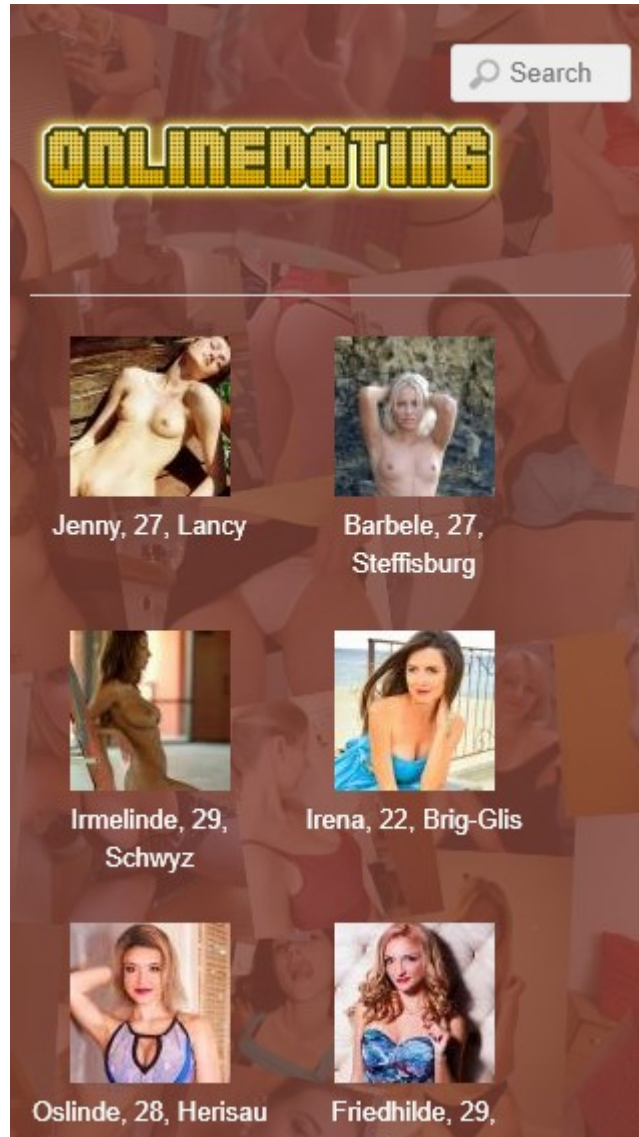 Search
ONLINEDATING
Jenny, 27, Lancy
Barbele, 27,
Steffisburg
Irmelinde, 29,
Schwyz
Irena, 22, Brig-Glis
Oslinde, 28, Herisau
Friedhilde, 29,